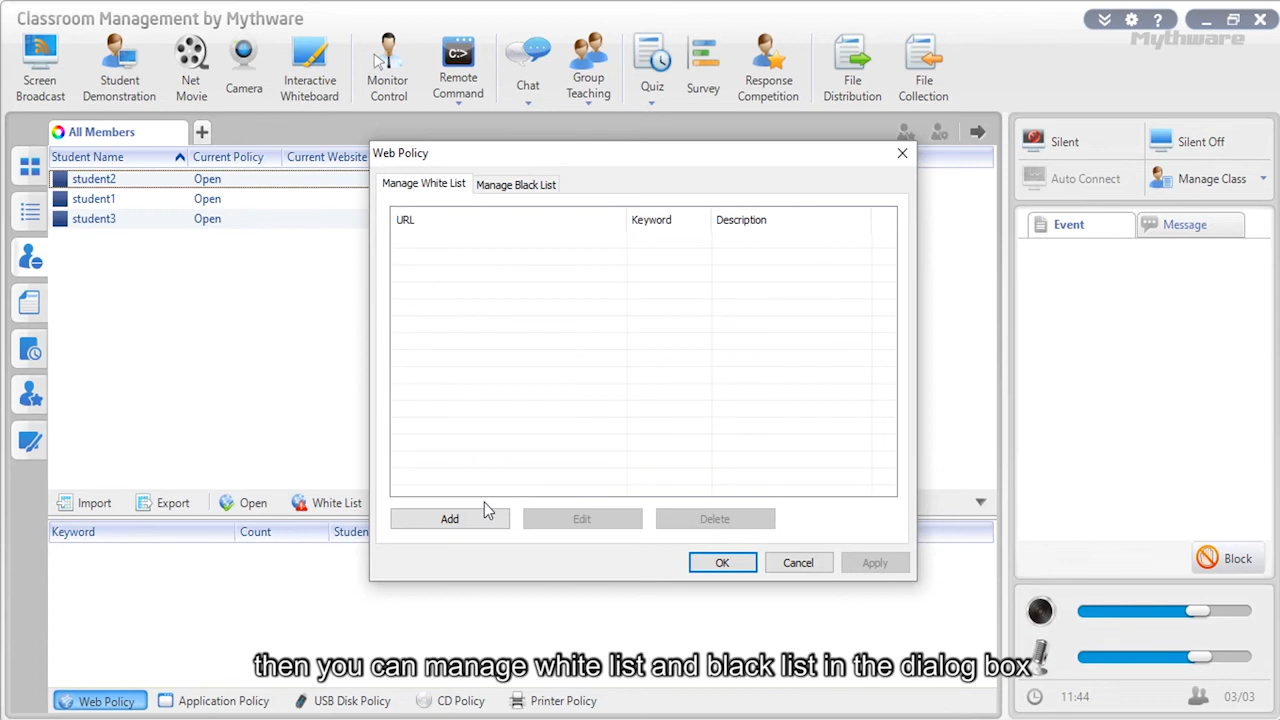 Classroom Management by Mythware
Mythware
Screen Broadcast
Student Demonstration
Net Movie
Camera
Interactive Whiteboard
Monitor Control
Remote Command
Chat
Group Teaching
Quiz
Survey
Response Competition
File Distribution
File Collection
All Members
Student Name Current Policy Current Website
student2 Open
student1 Open
student3 Open
Web Policy
Manage White List Manage Black List
URL Keyword Description
Add Edit Delete
OK Cancel Apply
Import Export Open White List
Keyword Count Studen
Silent Silent Off
Auto Connect Manage Class
Event Message
Block
then you can manage white list and black list in the dialog box
Web Policy Application Policy USB Disk Policy CD Policy Printer Policy
11:44 03/03